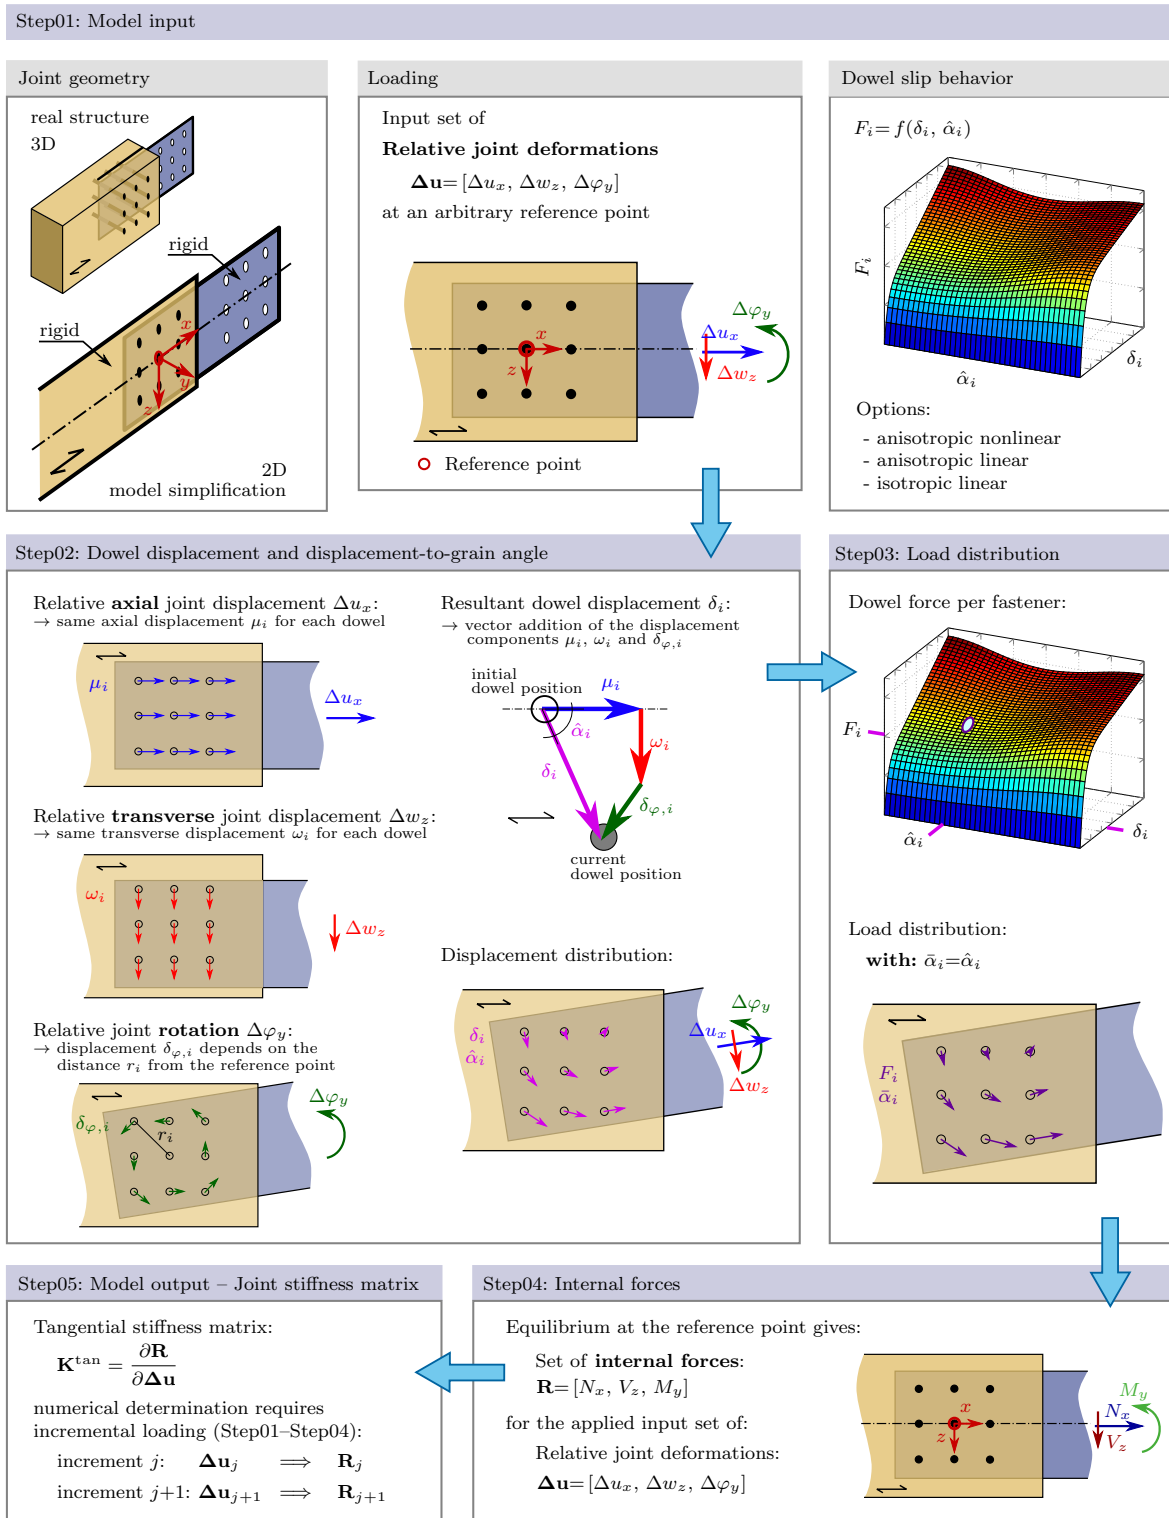 Step01: Model input
Joint geometry
real structure
3D
rigid
rigid
x
y
z
2D
model simplification
Loading
Input set of
Relative joint deformations
Δu=[Δu_x, Δw_z, Δφ_y]
at an arbitrary reference point
Δφ_y
Δu_x
Δw_z
x
z
Reference point
Dowel slip behavior
F_i=f(δ_i, α̂_i)
F_i
α̂_i
δ_i
Options:
- anisotropic nonlinear
- anisotropic linear
- isotropic linear
Step02: Dowel displacement and displacement-to-grain angle
Relative axial joint displacement Δu_x:
→ same axial displacement μ_i for each dowel
μ_i
Δu_x
Relative transverse joint displacement Δw_z:
→ same transverse displacement ω_i for each dowel
ω_i
Δw_z
Relative joint rotation Δφ_y:
→ displacement δ_φ,i depends on the
distance r_i from the reference point
δ_φ,i
r_i
Δφ_y
Resultant dowel displacement δ_i:
→ vector addition of the displacement
components μ_i, ω_i and δ_φ,i
initial
dowel position
μ_i
α̂_i
ω_i
δ_i
δ_φ,i
current
dowel position
Displacement distribution:
δ_i
α̂_i
Δφ_y
Δu_x
Δw_z
Step03: Load distribution
Dowel force per fastener:
F_i
α̂_i
δ_i
Load distribution:
with: ᾱ_i=α̂_i
F_i
ᾱ_i
Step05: Model output – Joint stiffness matrix
Tangential stiffness matrix:
K^tan = ∂R/∂Δu
numerical determination requires
incremental loading (Step01–Step04):
increment j: Δu_j ⟹ R_j
increment j+1: Δu_j+1 ⟹ R_j+1
Step04: Internal forces
Equilibrium at the reference point gives:
Set of internal forces:
R=[N_x, V_z, M_y]
for the applied input set of:
Relative joint deformations:
Δu=[Δu_x, Δw_z, Δφ_y]
x
z
M_y
N_x
V_z